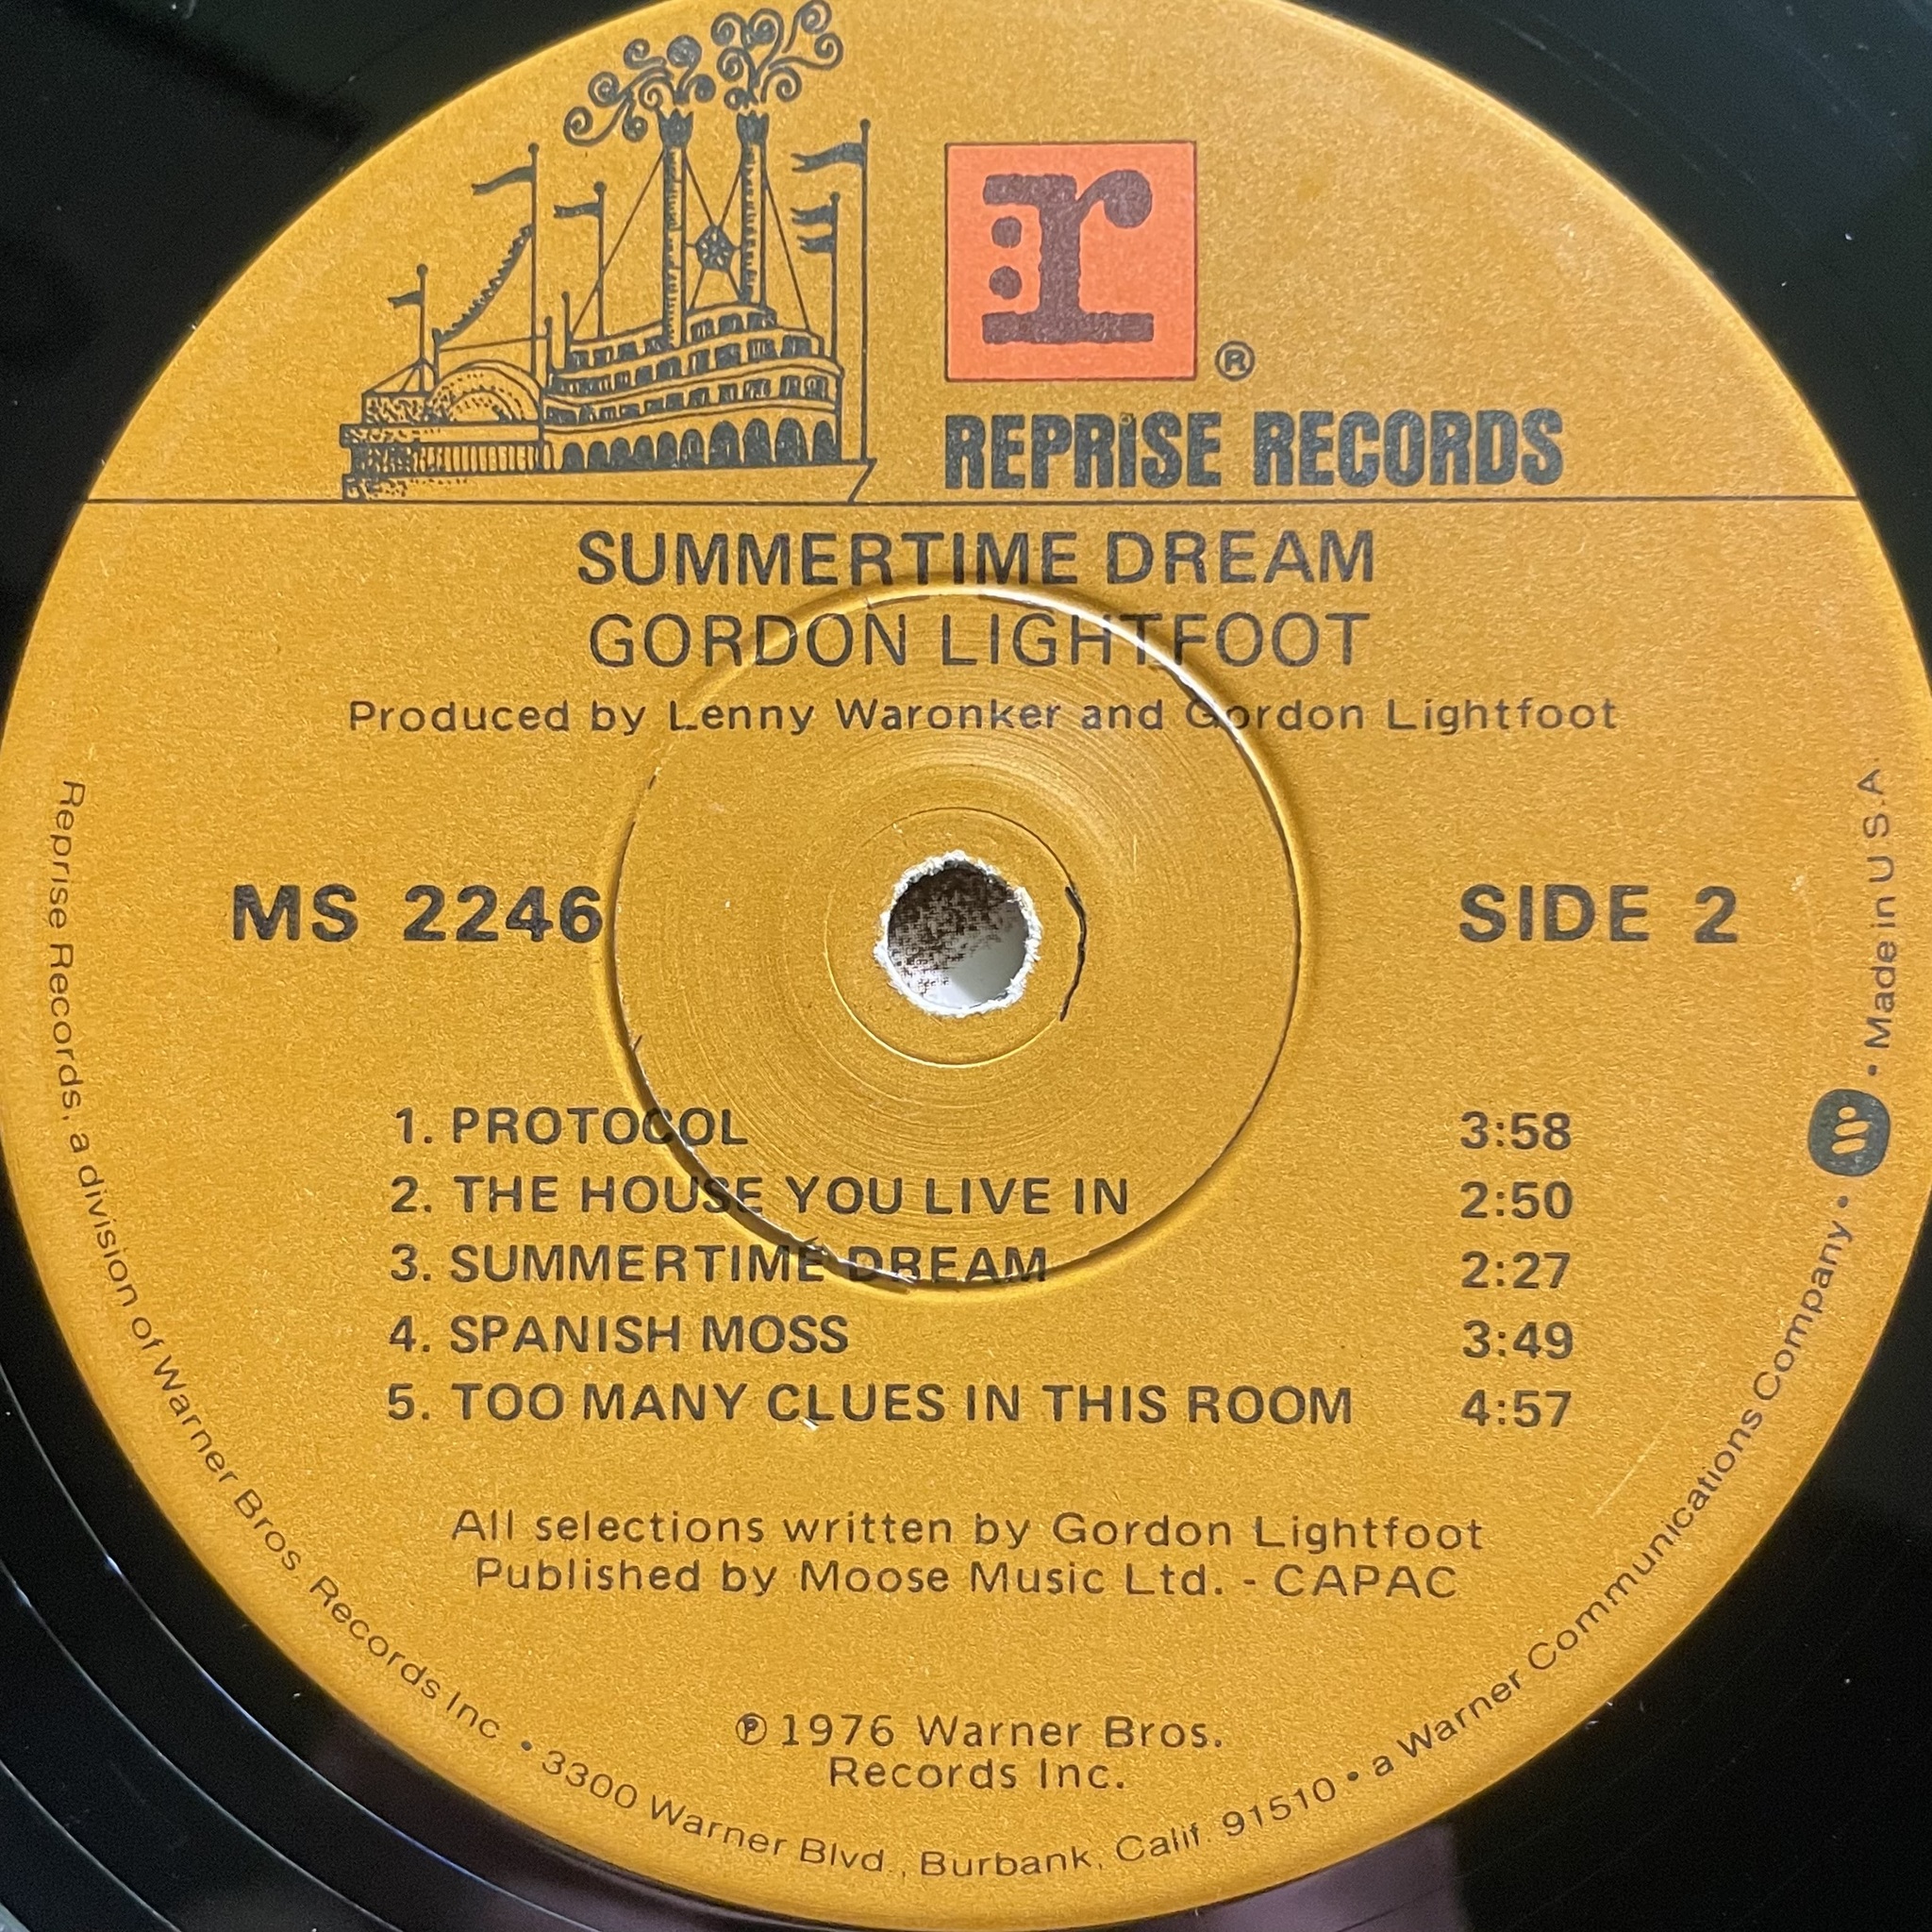 r:
®
REPRISE RECORDS
SUMMERTIME DREAM
GORDON LIGHTFOOT
Produced by Lenny Waronker and Gordon Lightfoot
MS 2246
SIDE 2
1. PROTOCOL 3:58
2. THE HOUSE YOU LIVE IN 2:50
3. SUMMERTIME DREAM 2:27
4. SPANISH MOSS 3:49
5. TOO MANY CLUES IN THIS ROOM 4:57
All selections written by Gordon Lightfoot
Published by Moose Music Ltd. - CAPAC
℗ 1976 Warner Bros.
Records Inc.
Reprise Records, a division of Warner Bros. Records Inc • 3300 Warner Blvd., Burbank, Calif. 91510 • a Warner Communications Company • W • Made in U.S.A.